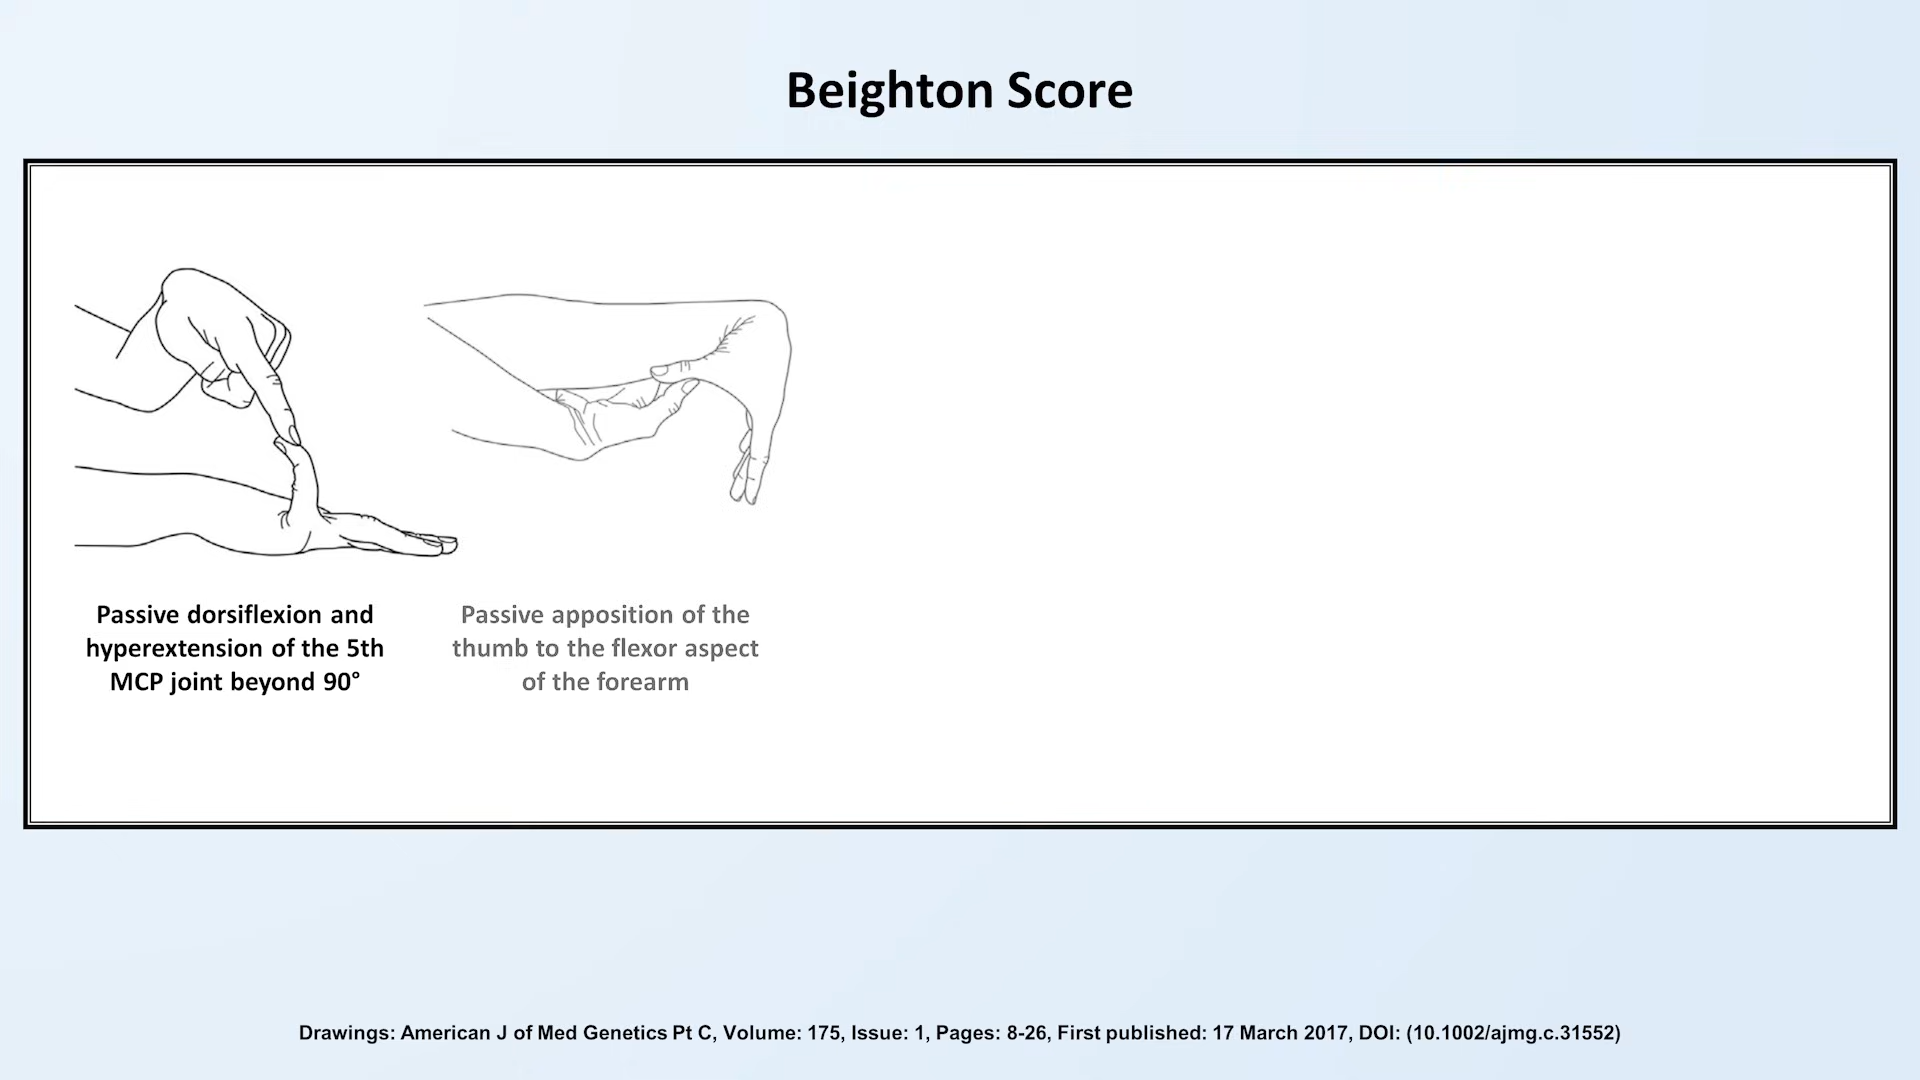 Beighton Score
Passive dorsiflexion and
hyperextension of the 5th
MCP joint beyond 90°
Passive apposition of the
thumb to the flexor aspect
of the forearm
Drawings: American J of Med Genetics Pt C, Volume: 175, Issue: 1, Pages: 8-26, First published: 17 March 2017, DOI: (10.1002/ajmg.c.31552)